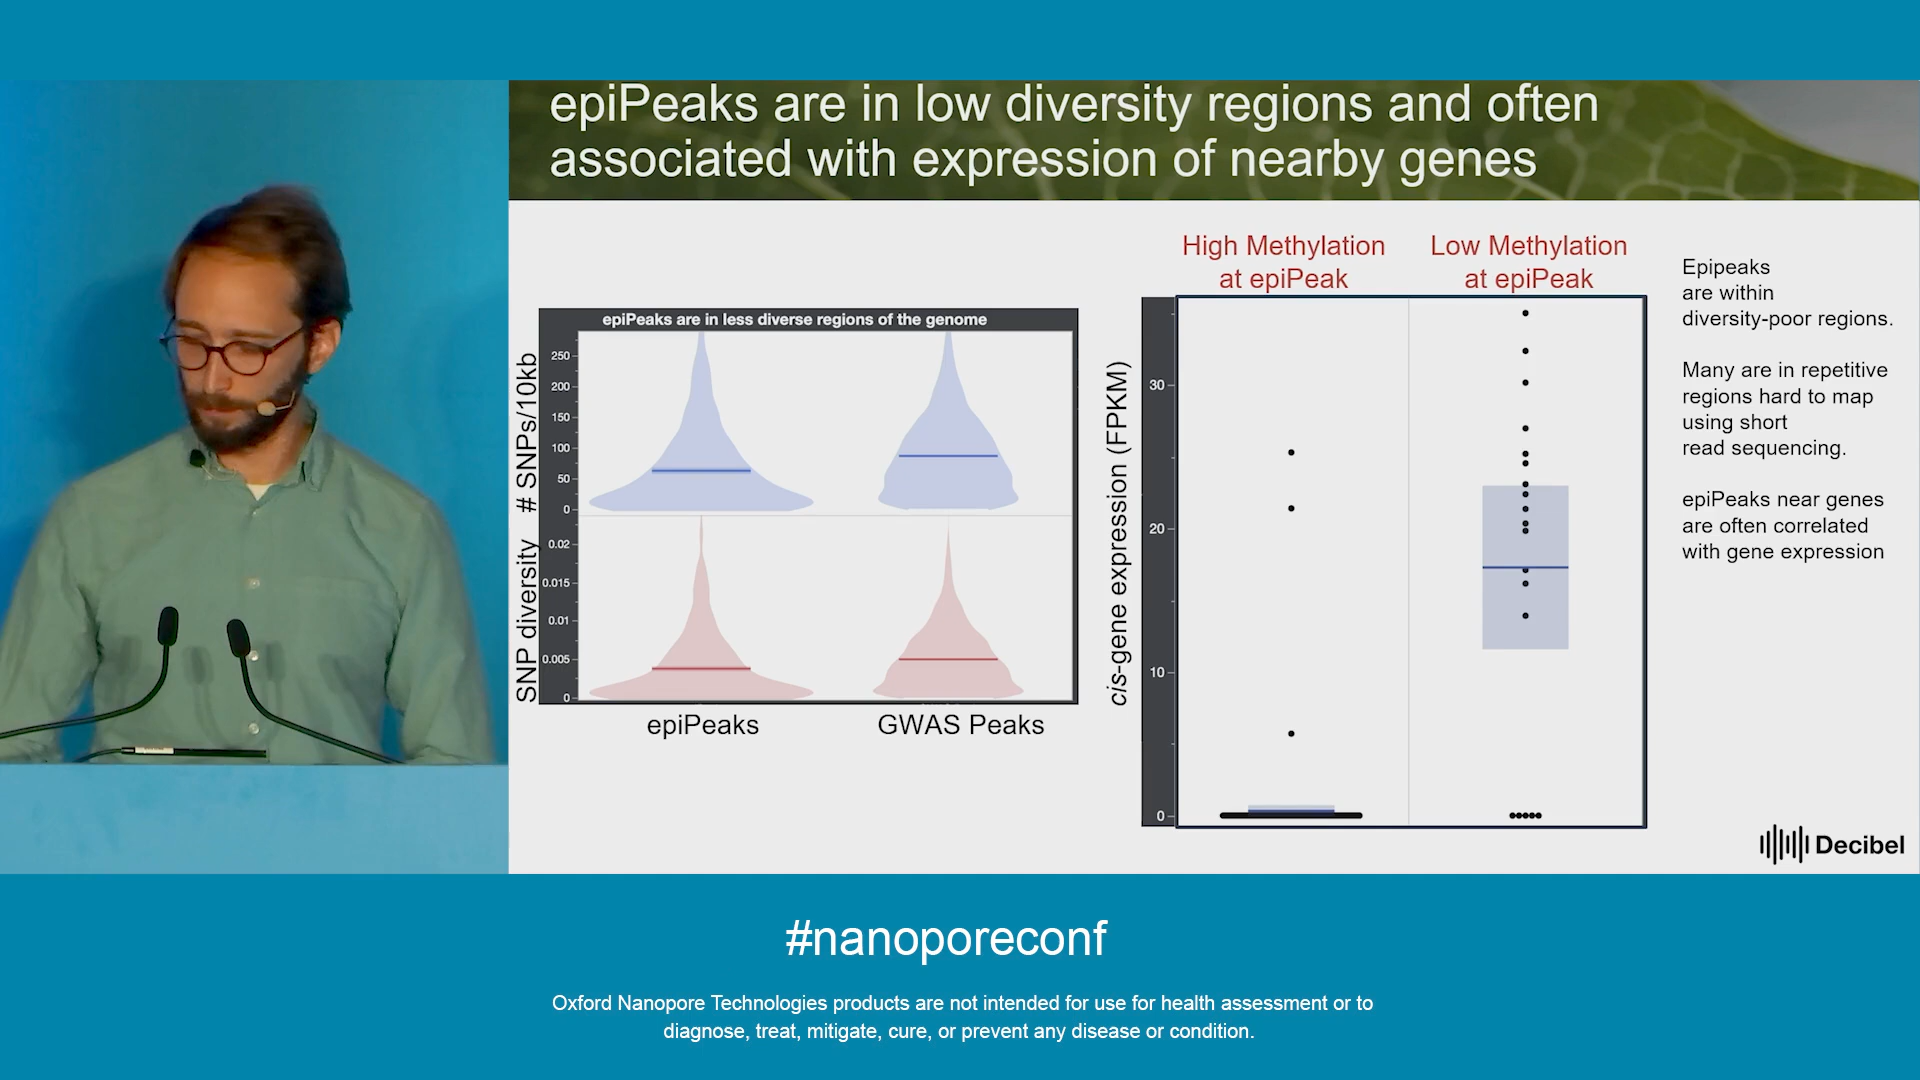 epiPeaks are in low diversity regions and often
associated with expression of nearby genes
epiPeaks are in less diverse regions of the genome
# SNPs/10kb
250
200
150
100
50
0
SNP diversity
0.02
0.015
0.01
0.005
0
epiPeaks
GWAS Peaks
High Methylation
at epiPeak
Low Methylation
at epiPeak
cis-gene expression (FPKM)
30
20
10
0
Epipeaks
are within
diversity-poor regions.
Many are in repetitive
regions hard to map
using short
read sequencing.
epiPeaks near genes
are often correlated
with gene expression
Decibel
#nanoporeconf
Oxford Nanopore Technologies products are not intended for use for health assessment or to
diagnose, treat, mitigate, cure, or prevent any disease or condition.